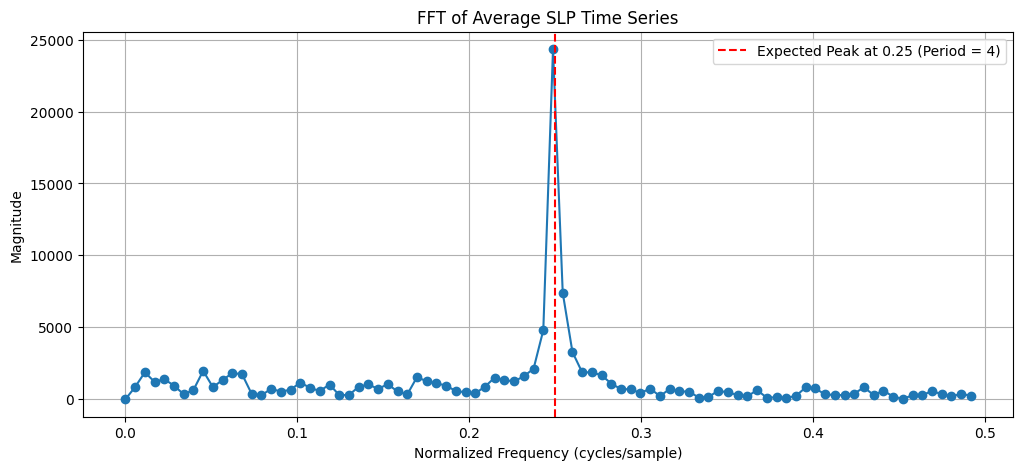 FFT of Average SLP Time Series
Expected Peak at 0.25 (Period = 4)
25000
20000
15000
10000
5000
0
Magnitude
0.0 0.1 0.2 0.3 0.4 0.5
Normalized Frequency (cycles/sample)